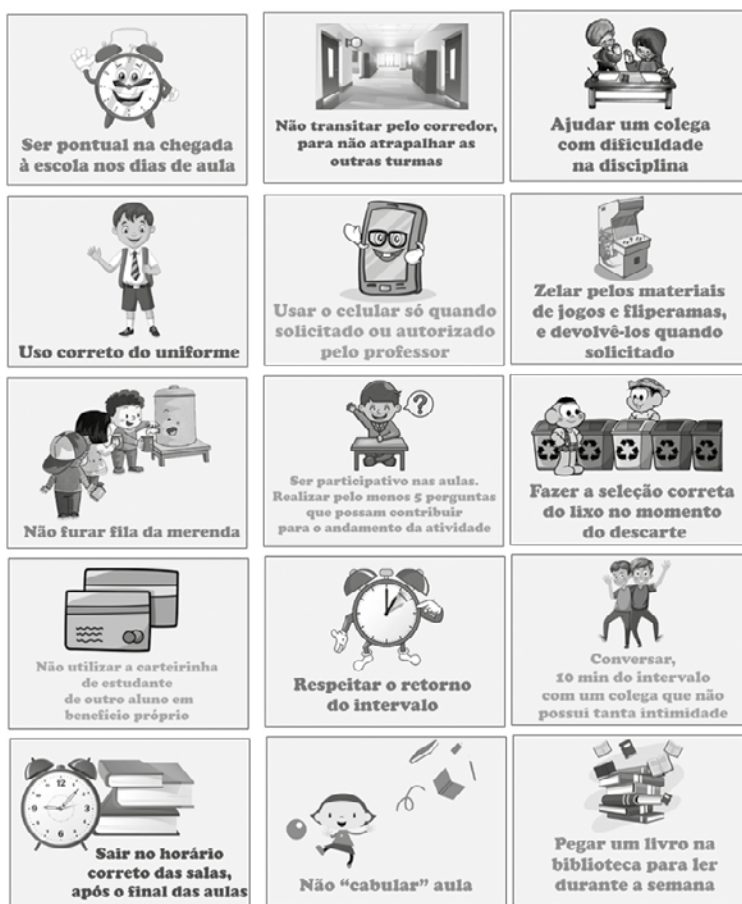 Ser pontual na chegada
à escola nos dias de aula
Não transitar pelo corredor,
para não atrapalhar as
outras turmas
Ajudar um colega
com dificuldade
na disciplina
Uso correto do uniforme
Usar o celular só quando
solicitado ou autorizado
pelo professor
Zelar pelos materiais
de jogos e fliperamas,
e devolvê-los quando
solicitado
Não furar fila da merenda
?
Ser participativo nas aulas.
Realizar pelo menos 5 perguntas
que possam contribuir
para o andamento da atividade
Fazer a seleção correta
do lixo no momento
do descarte
Não utilizar a carteirinha
de estudante
de outro aluno em
benefício próprio
Respeitar o retorno
do intervalo
Conversar,
10 min do intervalo
com um colega que não
possui tanta intimidade
12
9
3
6
Sair no horário
correto das salas,
após o final das aulas
Não “cabular” aula
Pegar um livro na
biblioteca para ler
durante a semana